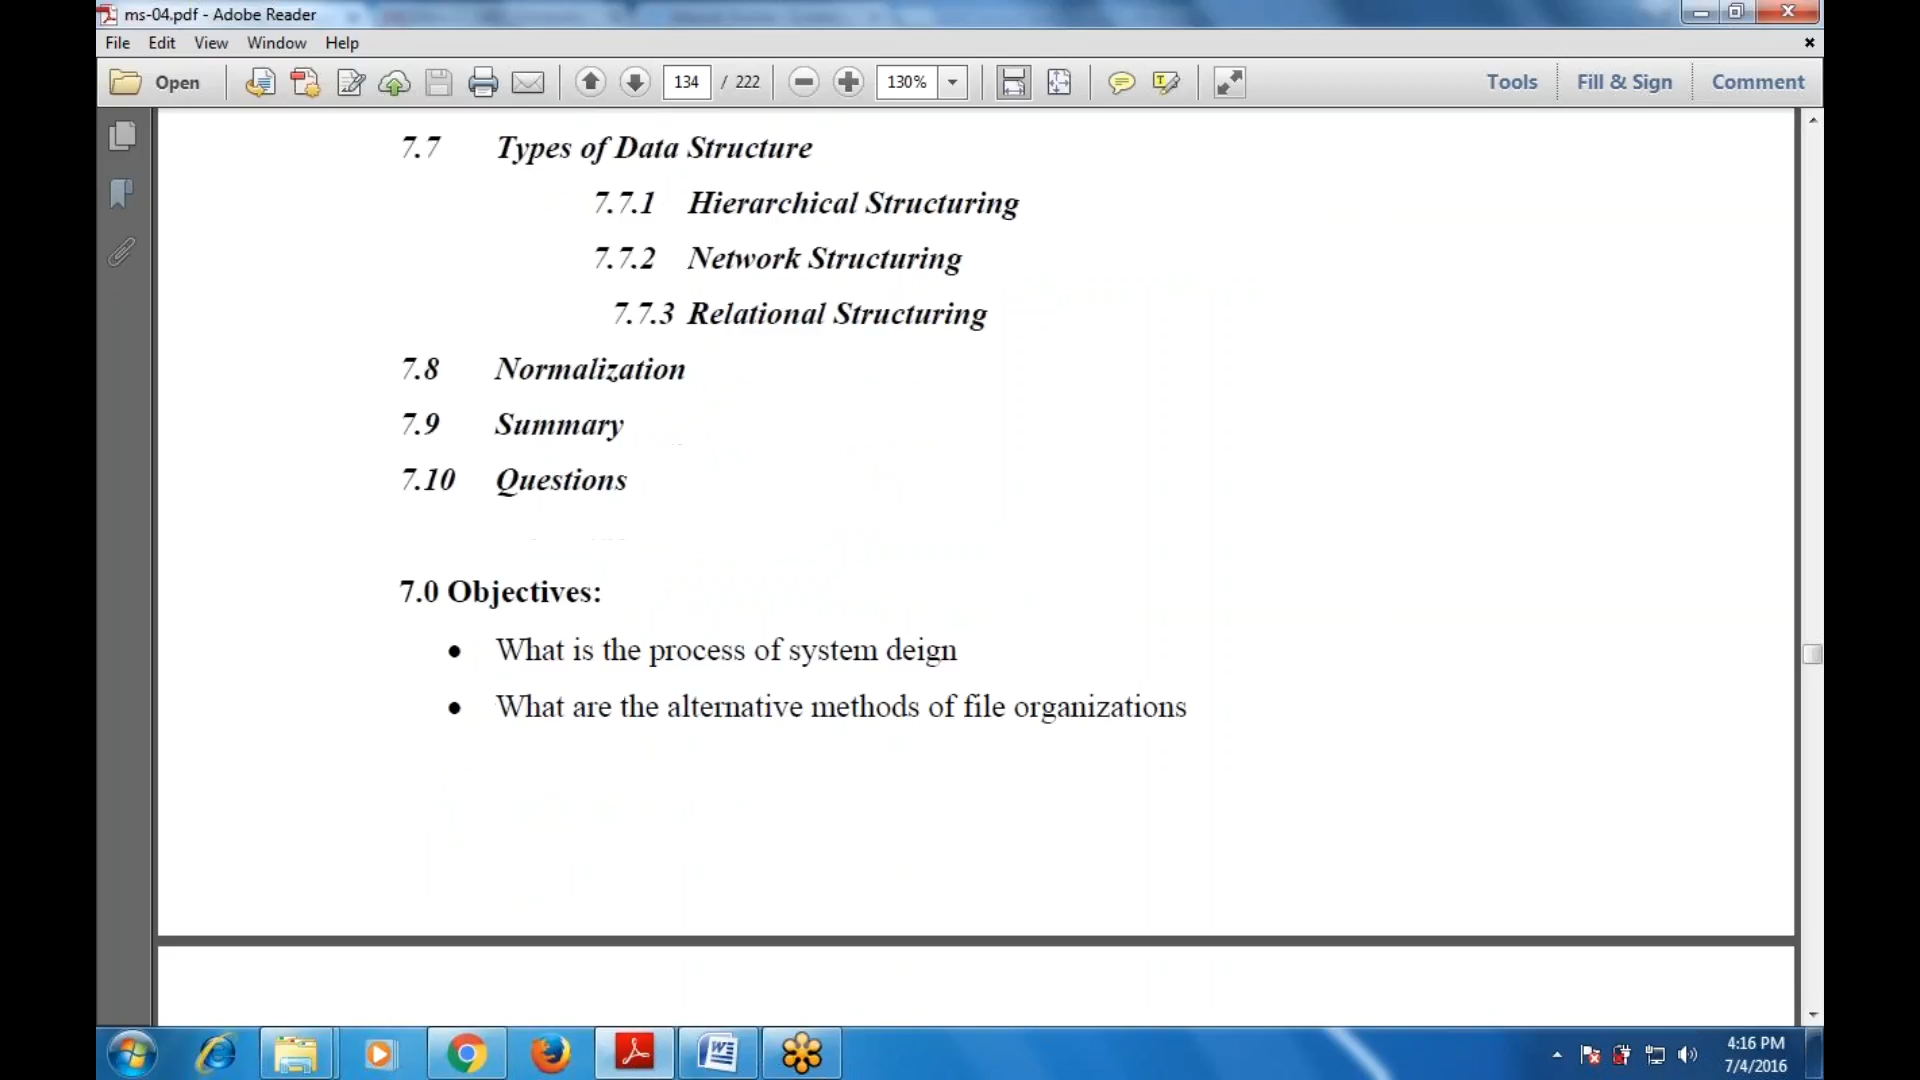 ms-04.pdf - Adobe Reader
File Edit View Window Help
Open 134 / 222 130% Tools Fill & Sign Comment
7.7 Types of Data Structure
7.7.1 Hierarchical Structuring
7.7.2 Network Structuring
7.7.3 Relational Structuring
7.8 Normalization
7.9 Summary
7.10 Questions
7.0 Objectives:
• What is the process of system deign
• What are the alternative methods of file organizations
4:16 PM
7/4/2016